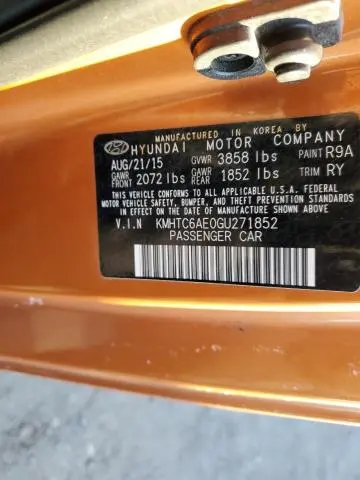 MANUFACTURED IN KOREA BY
HYUNDAI MOTOR COMPANY
AUG/21/15 GVWR 3858 lbs PAINT R9A
GAWR FRONT 2072 lbs GAWR REAR 1852 lbs TRIM RY
THIS VEHICLE CONFORMS TO ALL APPLICABLE U.S.A. FEDERAL
MOTOR VEHICLE SAFETY, BUMPER, AND THEFT PREVENTION
STANDARDS IN EFFECT ON THE DATE OF MANUFACTURE SHOWN ABOVE.
V.I.N KMHTC6AE0GU271852
PASSENGER CAR